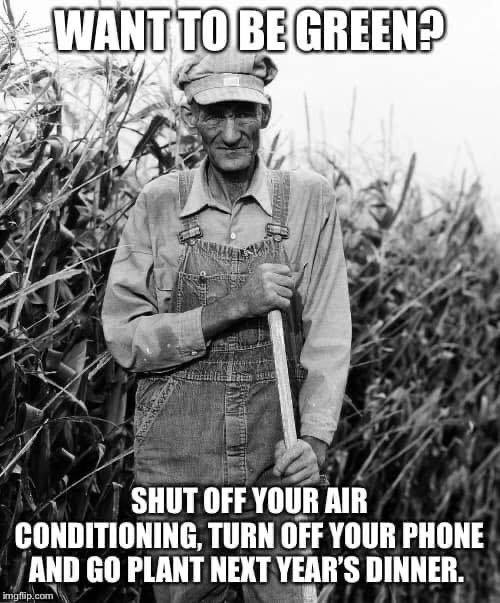 WANT TO BE GREEN?
SHUT OFF YOUR AIR
CONDITIONING, TURN OFF YOUR PHONE
AND GO PLANT NEXT YEAR’S DINNER.
imgflip.com